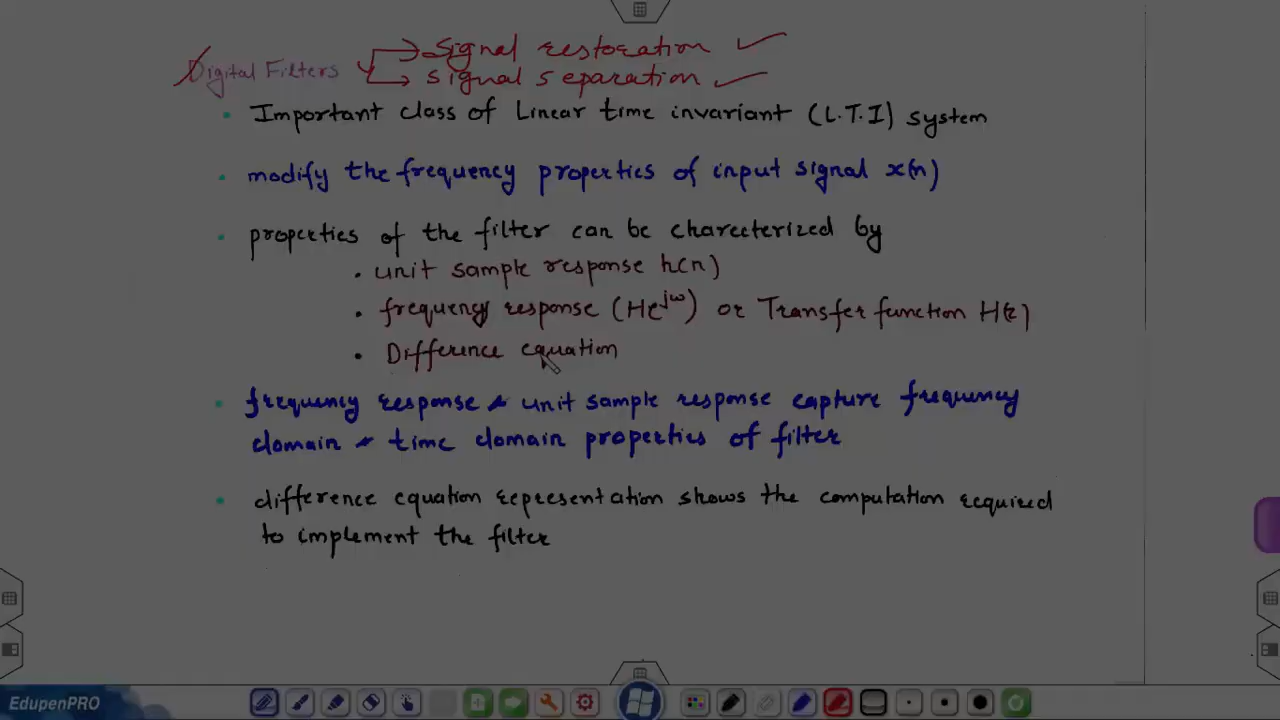 Signal restoration
Digital Filters
signal separation
Important class of Linear time invariant (L.T.I) system
modify the frequency properties of input signal x(n)
properties of the filter can be charecterized by
unit sample response h(n)
frequency response (He^jω) or Transfer function H(z)
Difference equation
frequency response & unit sample response capture frequency
domain & time domain properties of filter
difference equation representation shows the computation required
to implement the filter
EdupenPRO